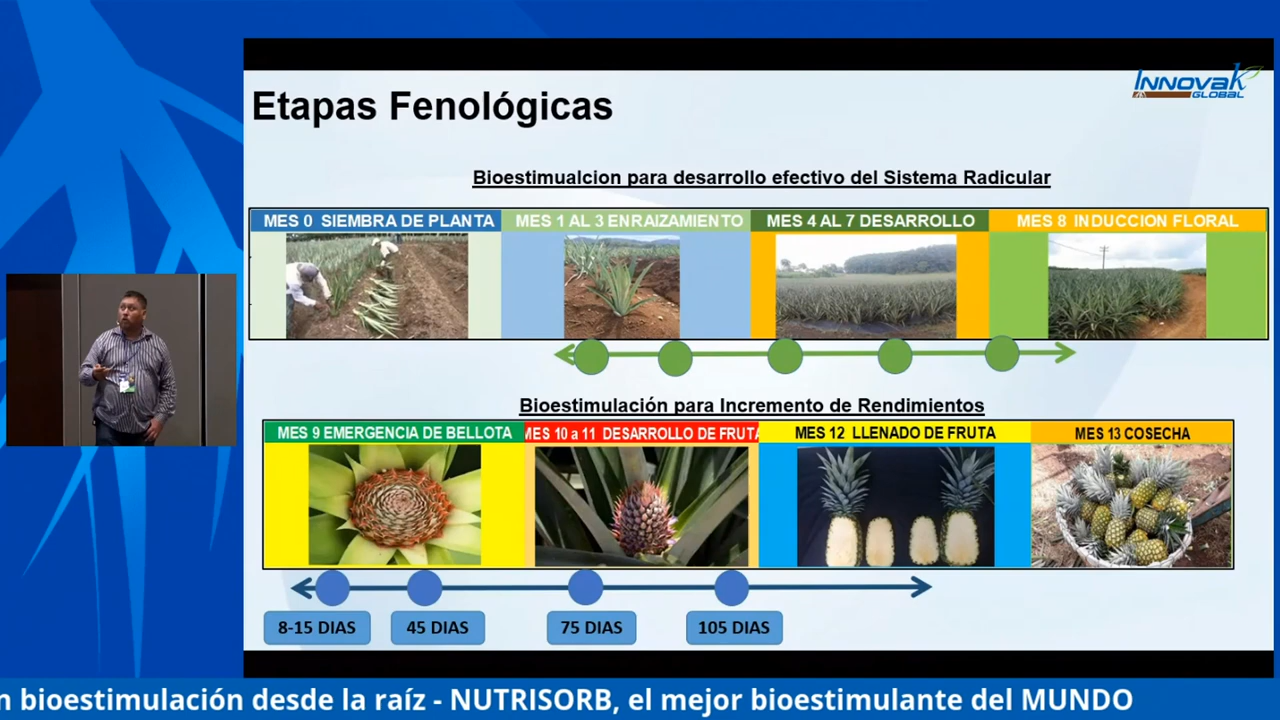 INNOVAK
GLOBAL
Etapas Fenológicas
Bioestimualcion para desarrollo efectivo del Sistema Radicular
MES 0 SIEMBRA DE PLANTA
MES 1 AL 3 ENRAIZAMIENTO
MES 4 AL 7 DESARROLLO
MES 8 INDUCCION FLORAL
Bioestimulación para Incremento de Rendimientos
MES 9 EMERGENCIA DE BELLOTA
MES 10 a 11 DESARROLLO DE FRUTA
MES 12 LLENADO DE FRUTA
MES 13 COSECHA
8-15 DIAS
45 DIAS
75 DIAS
105 DIAS
n bioestimulación desde la raíz - NUTRISORB, el mejor bioestimulante del MUNDO